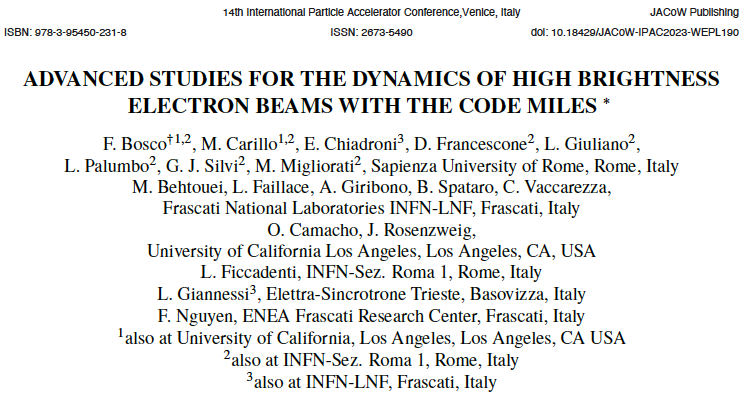 14th International Particle Accelerator Conference,Venice, Italy JACoW Publishing
ISBN: 978-3-95450-231-8 ISSN: 2673-5490 doi: 10.18429/JACoW-IPAC2023-WEPL190
ADVANCED STUDIES FOR THE DYNAMICS OF HIGH BRIGHTNESS
ELECTRON BEAMS WITH THE CODE MILES *
F. Bosco†1,2, M. Carillo1,2, E. Chiadroni3, D. Francescone2, L. Giuliano2,
L. Palumbo2, G. J. Silvi2, M. Migliorati2, Sapienza University of Rome, Rome, Italy
M. Behtouei, L. Faillace, A. Giribono, B. Spataro, C. Vaccarezza,
Frascati National Laboratories INFN-LNF, Frascati, Italy
O. Camacho, J. Rosenzweig,
University of California Los Angeles, Los Angeles, CA, USA
L. Ficcadenti, INFN-Sez. Roma 1, Rome, Italy
L. Giannessi3, Elettra-Sincrotrone Trieste, Basovizza, Italy
F. Nguyen, ENEA Frascati Research Center, Frascati, Italy
1also at University of California, Los Angeles, Los Angeles, CA USA
2also at INFN-Sez. Roma 1, Rome, Italy
3also at INFN-LNF, Frascati, Italy